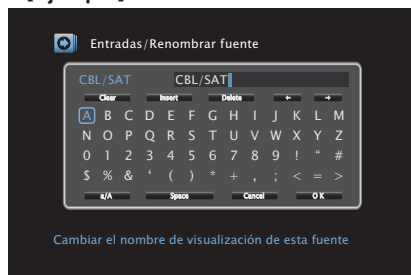 Entradas/Renombrar fuente
CBL/SAT CBL/SAT
Clear Insert Delete ← →
A B C D E F G H I J K L M
N O P Q R S T U V W X Y Z
0 1 2 3 4 5 6 7 8 9 ! “ #
$ % & ‘ ( ) * + , ; < = >
a/A Space Cancel OK
Cambiar el nombre de visualización de esta fuente